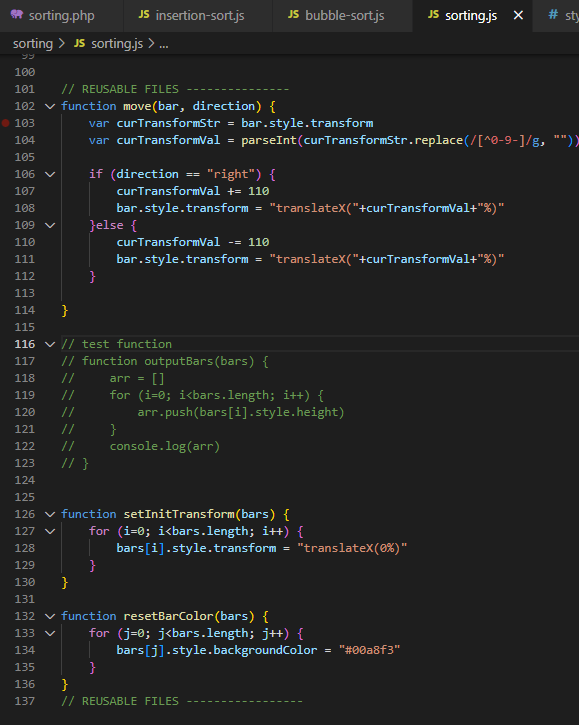 sorting.php JS insertion-sort.js JS bubble-sort.js JS sorting.js × # sty
sorting > JS sorting.js > ...
99
100
101 // REUSABLE FILES ---------------
102 function move(bar, direction) {
103 var curTransformStr = bar.style.transform
104 var curTransformVal = parseInt(curTransformStr.replace(/[^0-9-]/g, ""))
105
106 if (direction == "right") {
107 curTransformVal += 110
108 bar.style.transform = "translateX("+curTransformVal+"%)"
109 }else {
110 curTransformVal -= 110
111 bar.style.transform = "translateX("+curTransformVal+"%)"
112 }
113
114 }
115
116 // test function
117 // function outputBars(bars) {
118 // arr = []
119 // for (i=0; i<bars.length; i++) {
120 // arr.push(bars[i].style.height)
121 // }
122 // console.log(arr)
123 // }
124
125
126 function setInitTransform(bars) {
127 for (i=0; i<bars.length; i++) {
128 bars[i].style.transform = "translateX(0%)"
129 }
130 }
131
132 function resetBarColor(bars) {
133 for (j=0; j<bars.length; j++) {
134 bars[j].style.backgroundColor = "#00a8f3"
135 }
136 }
137 // REUSABLE FILES -----------------